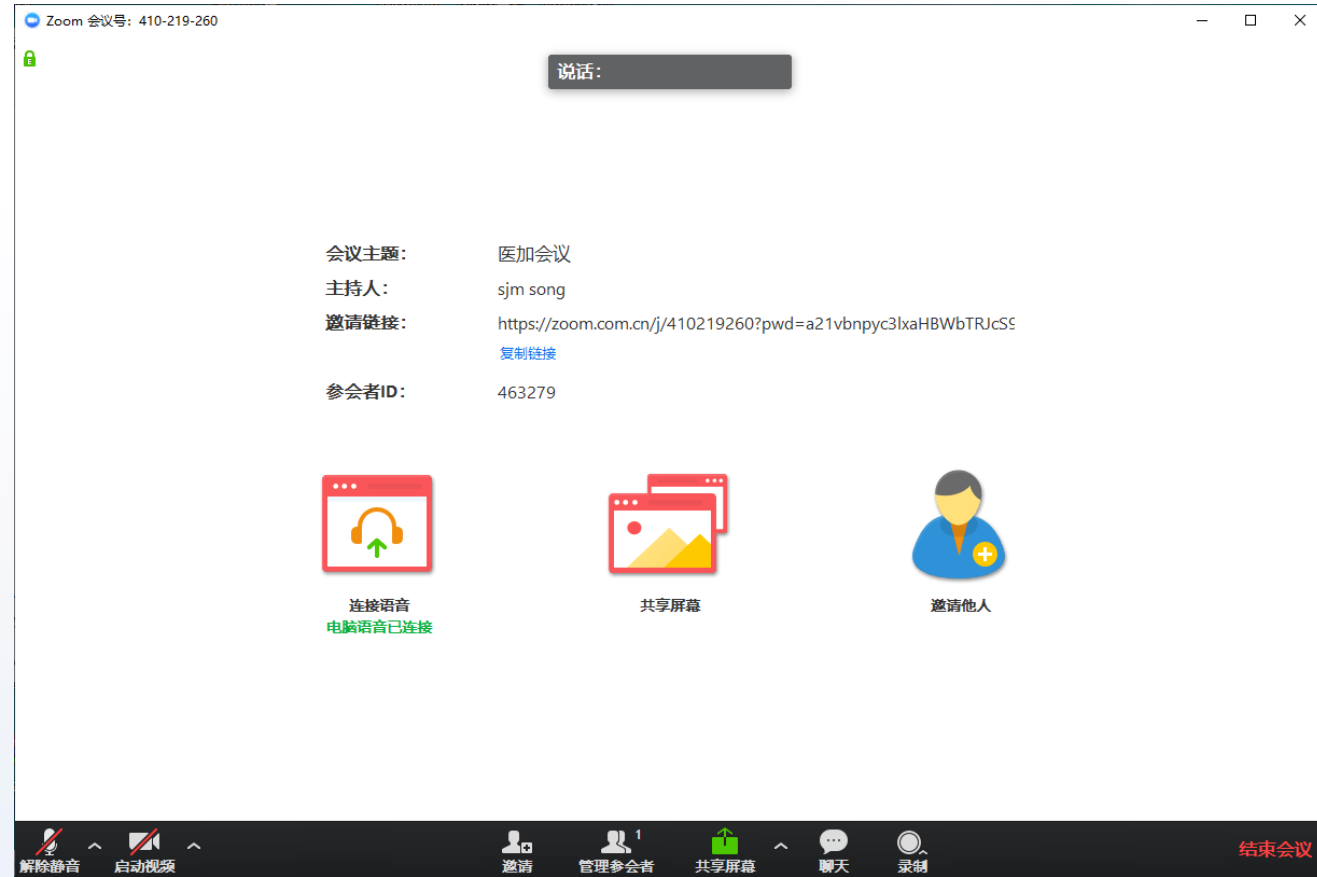 Zoom 会议号：410-219-260
说话：
会议主题： 医加会议
主持人： sjm song
邀请链接： https://zoom.com.cn/j/410219260?pwd=a21vbnpyc3lxaHBWbTRJcS9
复制链接
参会者ID： 463279
连接语音 共享屏幕 邀请他人
电脑语音已连接
解除静音 启动视频 邀请 管理参会者 1 共享屏幕 聊天 录制 结束会议